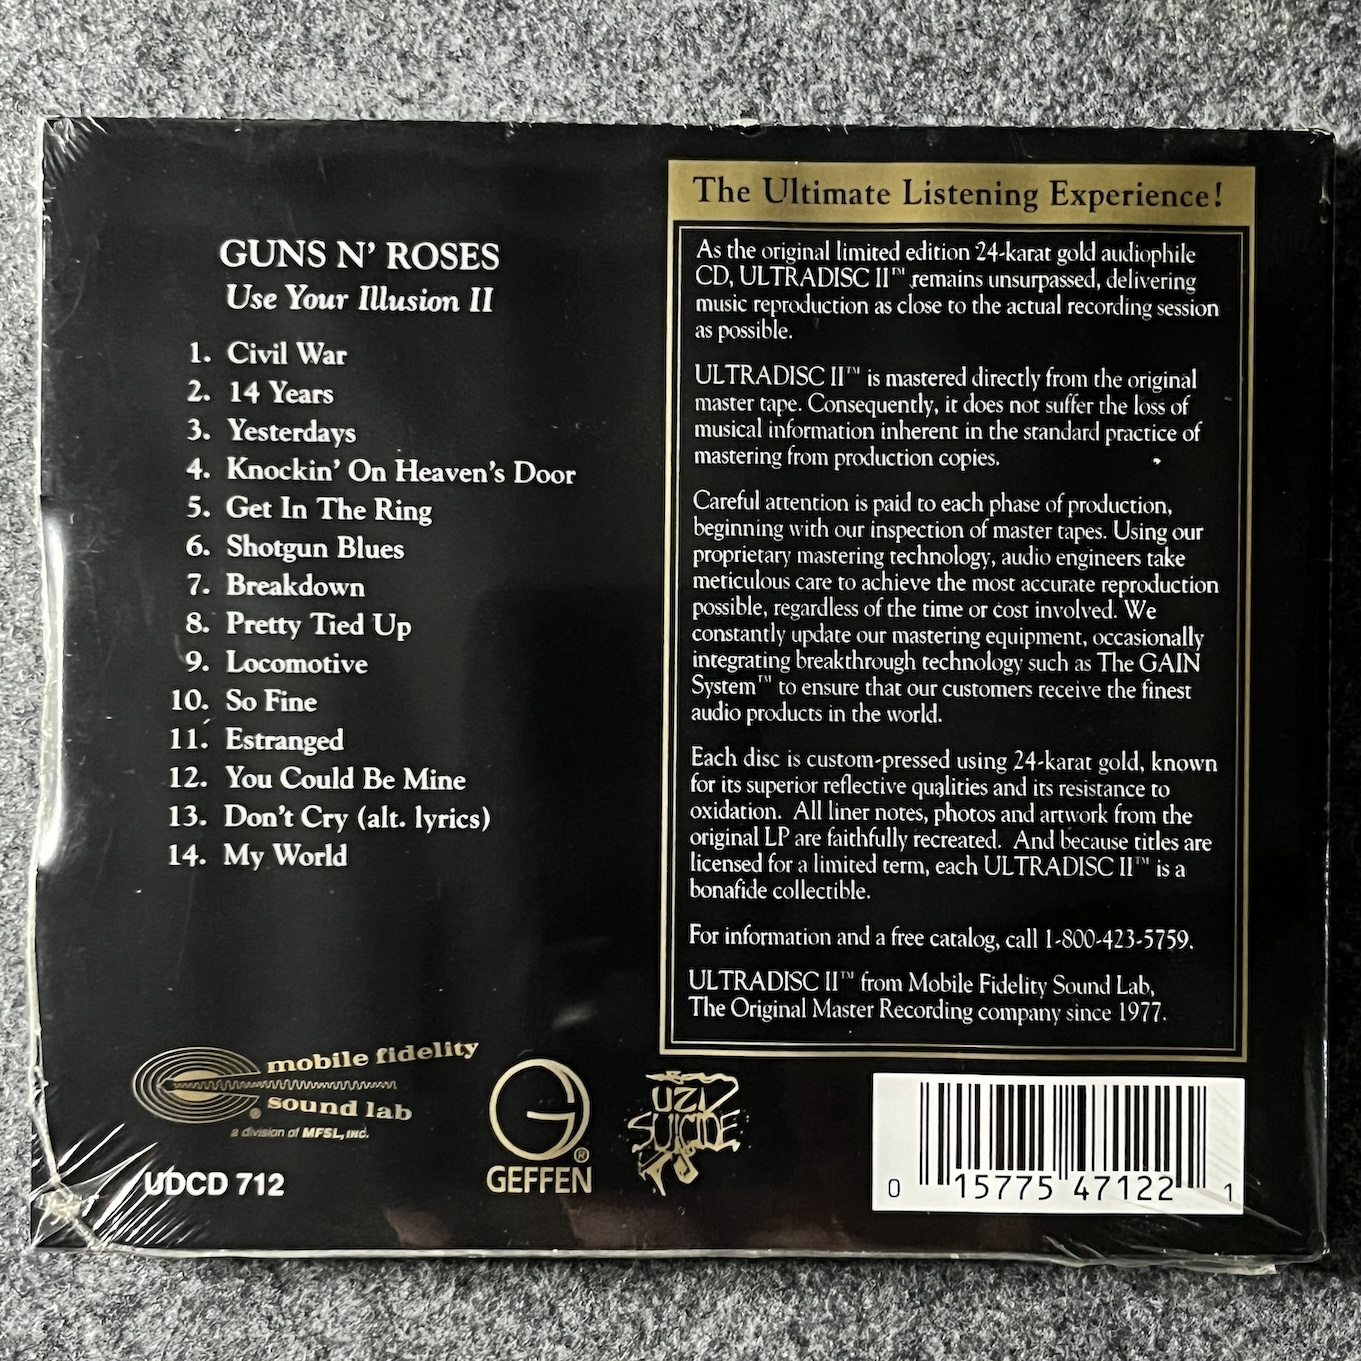 GUNS N' ROSES
Use Your Illusion II
1. Civil War
2. 14 Years
3. Yesterdays
4. Knockin' On Heaven's Door
5. Get In The Ring
6. Shotgun Blues
7. Breakdown
8. Pretty Tied Up
9. Locomotive
10. So Fine
11. Estranged
12. You Could Be Mine
13. Don't Cry (alt. lyrics)
14. My World
The Ultimate Listening Experience!
As the original limited edition 24-karat gold audiophile
CD, ULTRADISC II™ remains unsurpassed, delivering
music reproduction as close to the actual recording session
as possible.
ULTRADISC II™ is mastered directly from the original
master tape. Consequently, it does not suffer the loss of
musical information inherent in the standard practice of
mastering from production copies.
Careful attention is paid to each phase of production,
beginning with our inspection of master tapes. Using our
proprietary mastering technology, audio engineers take
meticulous care to achieve the most accurate reproduction
possible, regardless of the time or cost involved. We
constantly update our mastering equipment, occasionally
integrating breakthrough technology such as The GAIN
System™ to ensure that our customers receive the finest
audio products in the world.
Each disc is custom-pressed using 24-karat gold, known
for its superior reflective qualities and its resistance to
oxidation. All liner notes, photos and artwork from the
original LP are faithfully recreated. And because titles are
licensed for a limited term, each ULTRADISC II™ is a
bonafide collectible.
For information and a free catalog, call 1-800-423-5759.
ULTRADISC II™ from Mobile Fidelity Sound Lab,
The Original Master Recording company since 1977.
mobile fidelity
sound lab
®
a division of MFSL, INC.
UDCD 712
G
®
GEFFEN
UZI
SUICIDE
0 15775 47122 1